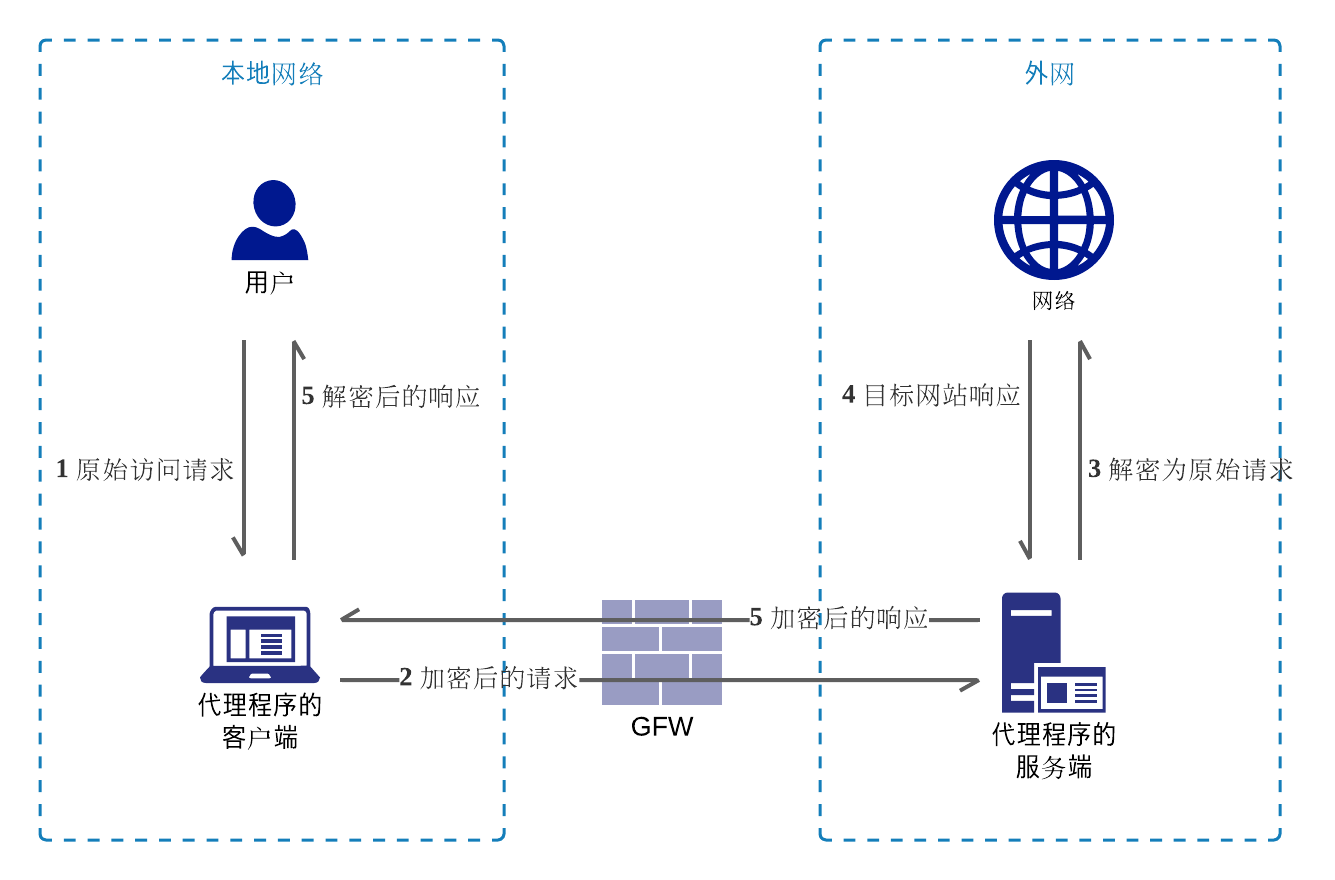 本地网络
外网
用户
网络
5 解密后的响应
4 目标网站响应
1 原始访问请求
3 解密为原始请求
5 加密后的响应
2 加密后的请求
代理程序的
客户端
GFW
代理程序的
服务端